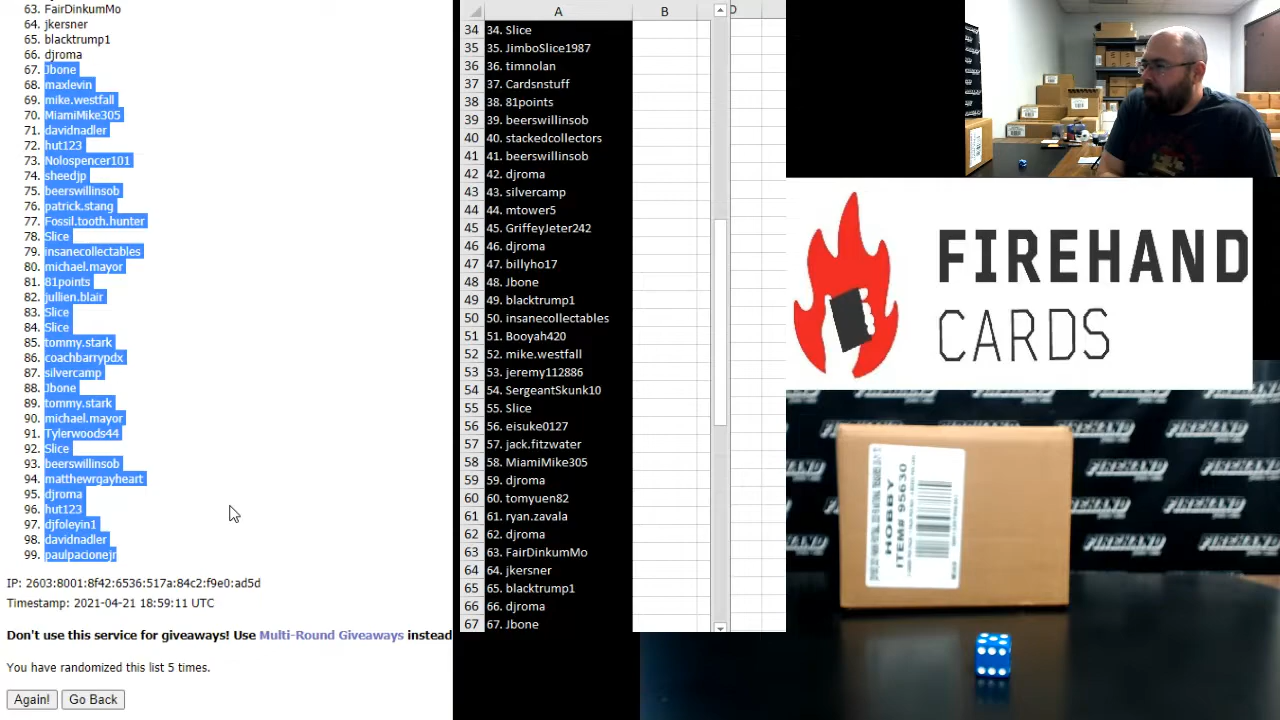 63. FairDinkumMo
64. jkersner
65. blacktrump1
66. djroma
67. Jbone
68. maxlevin
69. mike.westfall
70. MiamiMike305
71. davidnadler
72. hut123
73. Nolospencer101
74. sheedjp
75. beerswillinsob
76. patrick.stang
77. Fossil.tooth.hunter
78. Slice
79. insanecollectables
80. michael.mayor
81. 81points
82. jullien.blair
83. Slice
84. Slice
85. tommy.stark
86. coachbarrypdx
87. silvercamp
88. Jbone
89. tommy.stark
90. michael.mayor
91. Tylerwoods44
92. Slice
93. beerswillinsob
94. matthewrgayheart
95. djroma
96. hut123
97. djfoleyin1
98. davidnadler
99. paulpacionejr
IP: 2603:8001:8f42:6536:517a:84c2:f9e0:ad5d
Timestamp: 2021-04-21 18:59:11 UTC
Don't use this service for giveaways! Use Multi-Round Giveaways instead
You have randomized this list 5 times.
Again! Go Back
A B D
34 34. Slice
35 35. JimboSlice1987
36 36. timnolan
37 37. Cardsnstuff
38 38. 81points
39 39. beerswillinsob
40 40. stackedcollectors
41 41. beerswillinsob
42 42. djroma
43 43. silvercamp
44 44. mtower5
45 45. GriffeyJeter242
46 46. djroma
47 47. billyho17
48 48. Jbone
49 49. blacktrump1
50 50. insanecollectables
51 51. Booyah420
52 52. mike.westfall
53 53. jeremy112886
54 54. SergeantSkunk10
55 55. Slice
56 56. eisuke0127
57 57. jack.fitzwater
58 58. MiamiMike305
59 59. djroma
60 60. tomyuen82
61 61. ryan.zavala
62 62. djroma
63 63. FairDinkumMo
64 64. jkersner
65 65. blacktrump1
66 66. djroma
67 67. Jbone
FIREHAND
CARDS
HOBBY
ITEM# 95630
FIREHAND
FIREHAND
FIREHAND
FIREHAND
FIREHAND